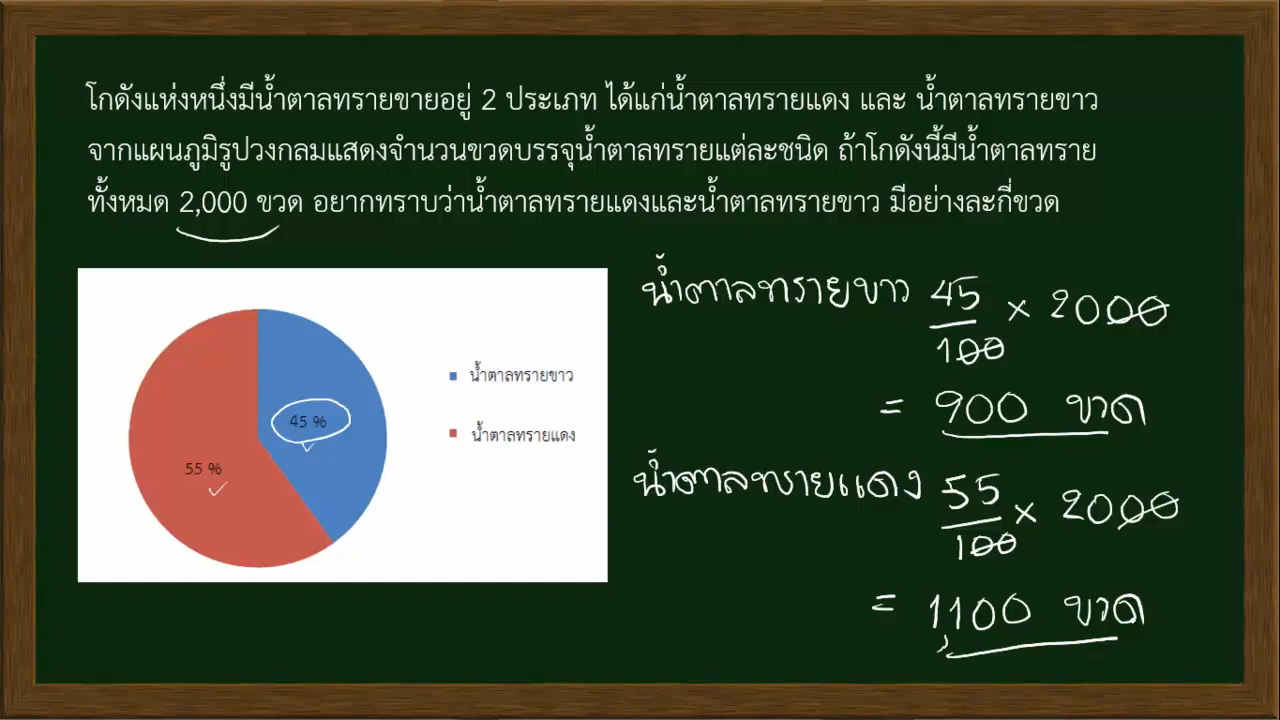 โกดังแห่งหนึ่งมีน้ำตาลทรายขายอยู่ 2 ประเภท ได้แก่น้ำตาลทรายแดง และ น้ำตาลทรายขาว
จากแผนภูมิรูปวงกลมแสดงจำนวนขวดบรรจุน้ำตาลทรายแต่ละชนิด ถ้าโกดังนี้มีน้ำตาลทราย
ทั้งหมด 2,000 ขวด อยากทราบว่าน้ำตาลทรายแดงและน้ำตาลทรายขาว มีอย่างละกี่ขวด
45 %
55 %
น้ำตาลทรายขาว
น้ำตาลทรายแดง
น้ำตาลทรายขาว 45/100 × 2000
= 900 ขวด
น้ำตาลทรายแดง 55/100 × 2000
= 1,100 ขวด